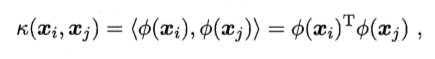 κ(𝒙ᵢ, 𝒙ⱼ) = ⟨ϕ(𝒙ᵢ), ϕ(𝒙ⱼ)⟩ = ϕ(𝒙ᵢ)ᵀϕ(𝒙ⱼ) ,